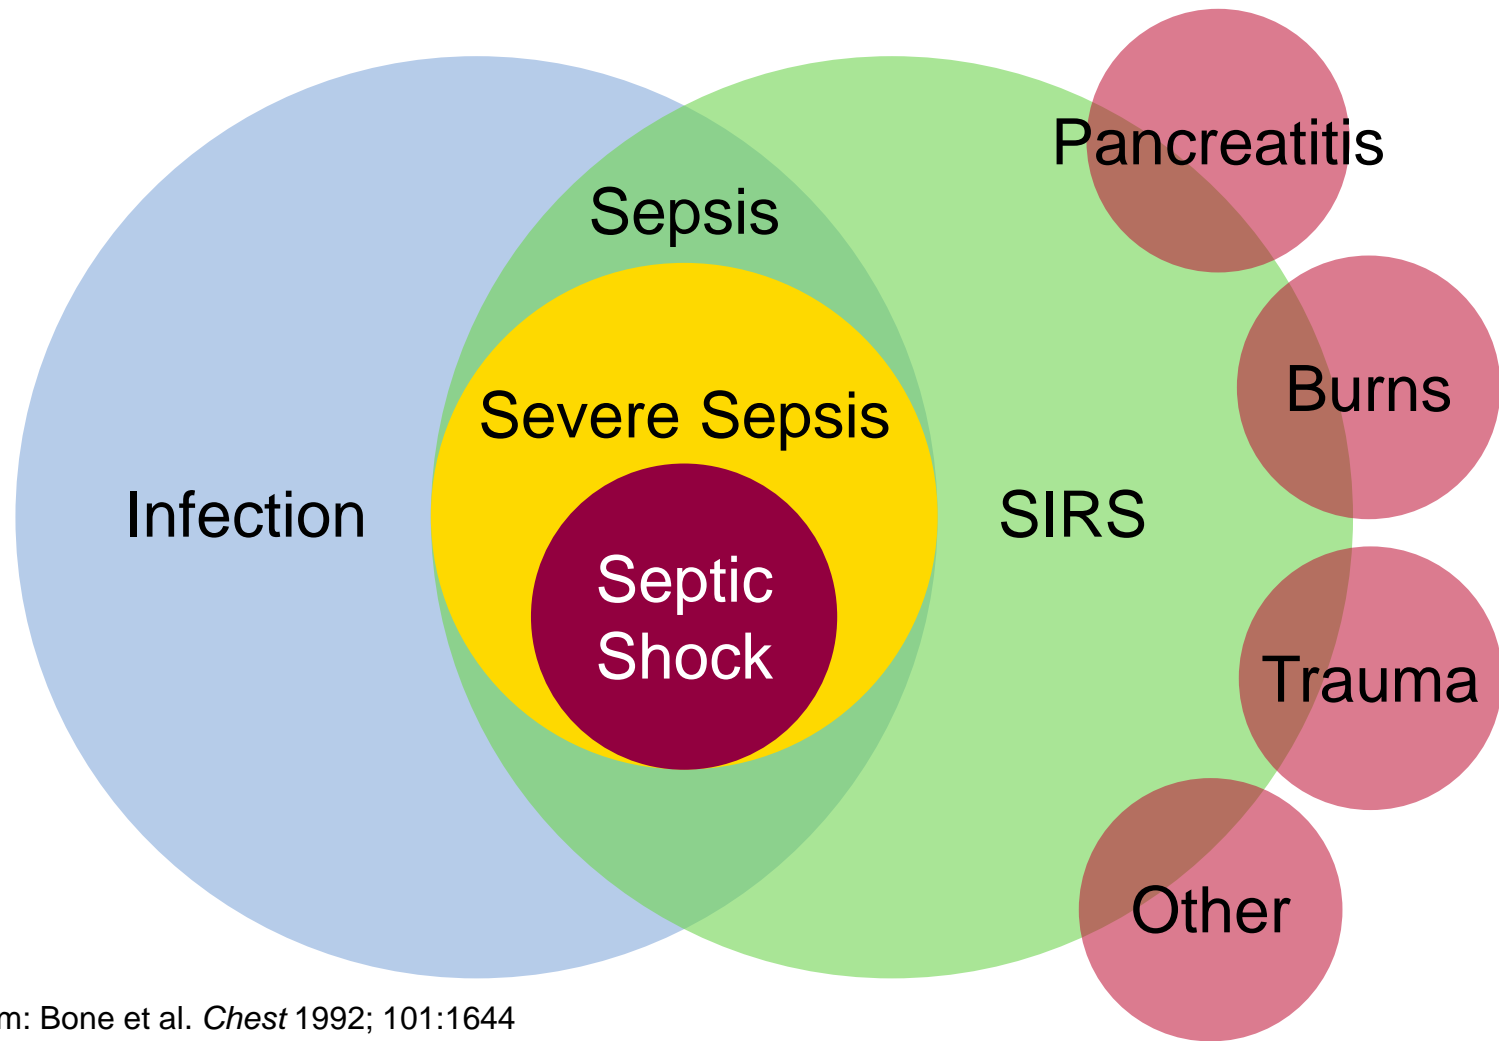 Pancreatitis
Sepsis
Burns
Severe Sepsis
Infection
SIRS
Septic
Shock
Trauma
Other
m: Bone et al. Chest 1992; 101:1644